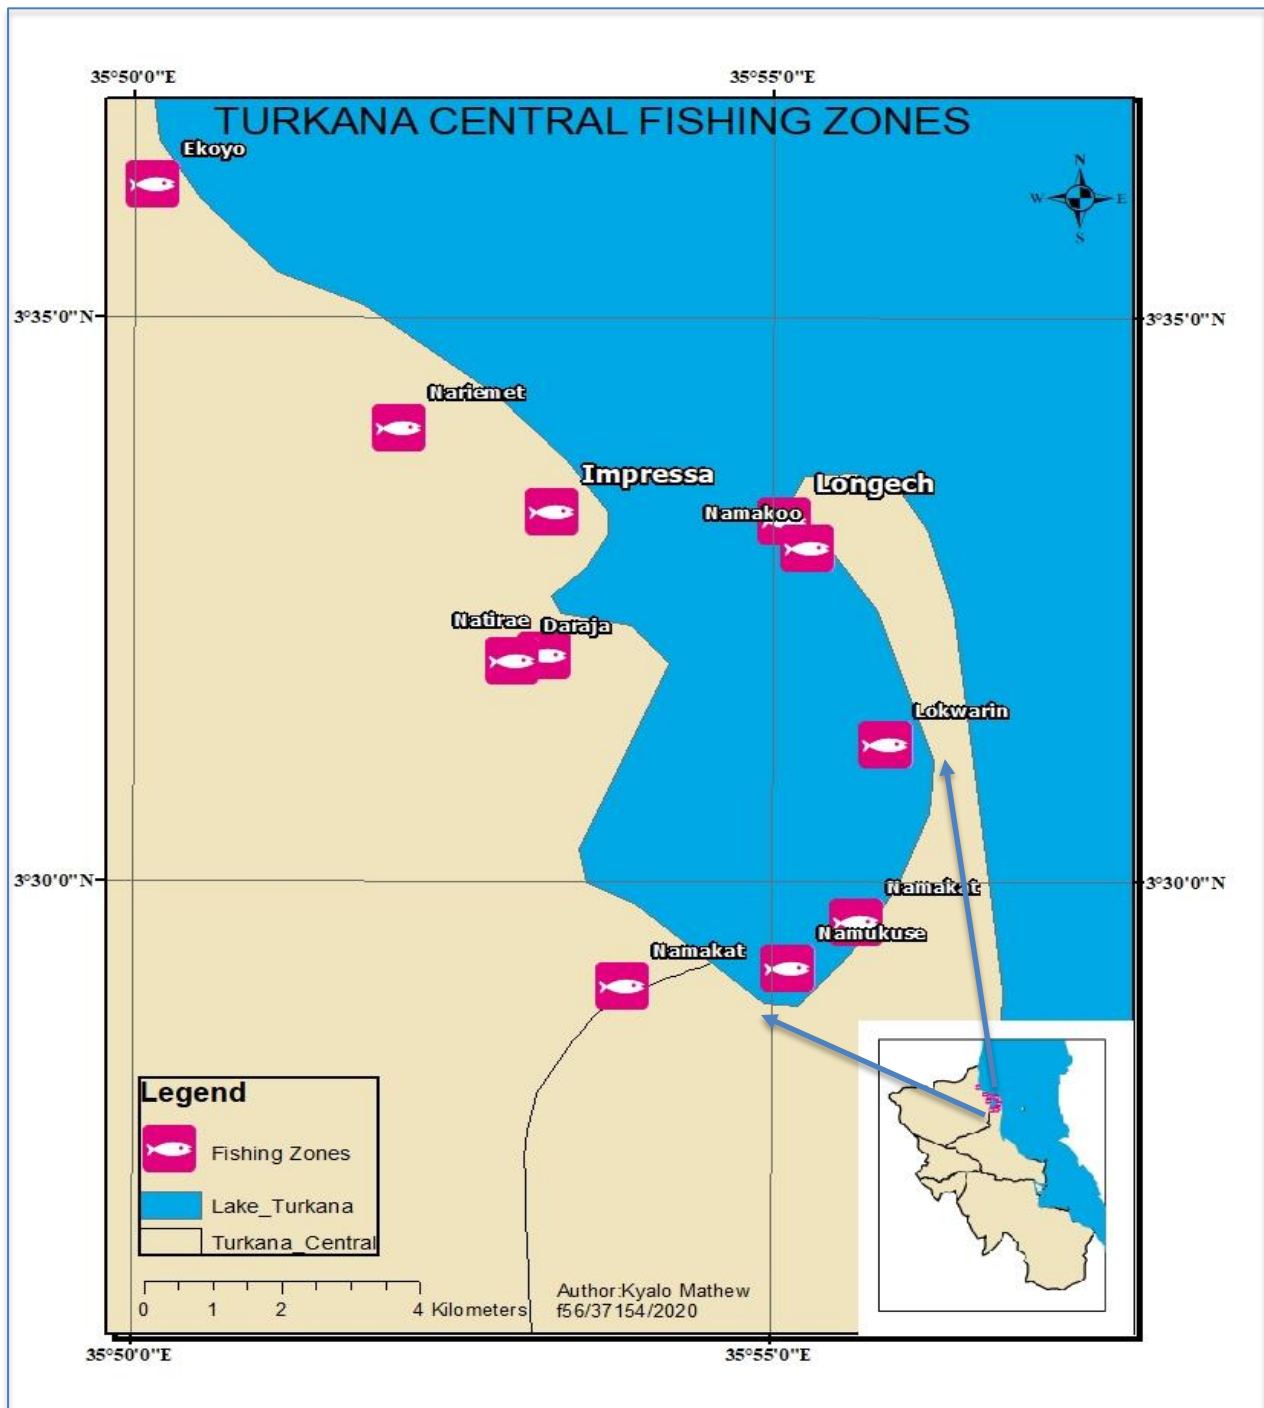 35°50'0"E 35°55'0"E
TURKANA CENTRAL FISHING ZONES
Ekoyo
N
W E
S
3°35'0"N 3°35'0"N
Nariemet
Impressa
Longech
Namakoo
Natirae Daraja
Lokwarin
3°30'0"N 3°30'0"N
Namakat
Namukuse
Namakat
Legend
Fishing Zones
Lake_Turkana
Turkana_Central
0 1 2 4 Kilometers
Author:Kyalo Mathew
f56/37154/2020
35°50'0"E 35°55'0"E